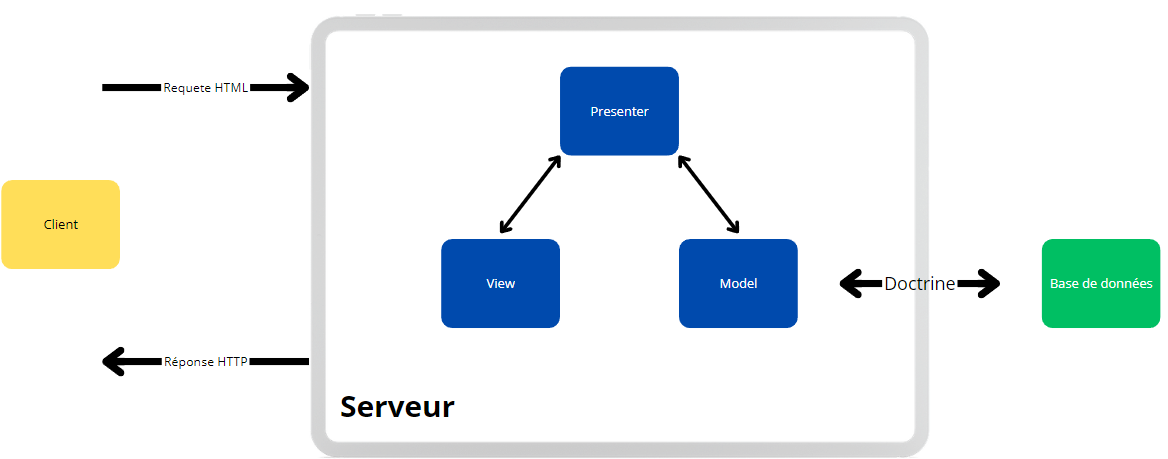 Requete HTML
Presenter
Client
View
Model
Doctrine
Base de données
Réponse HTTP
Serveur